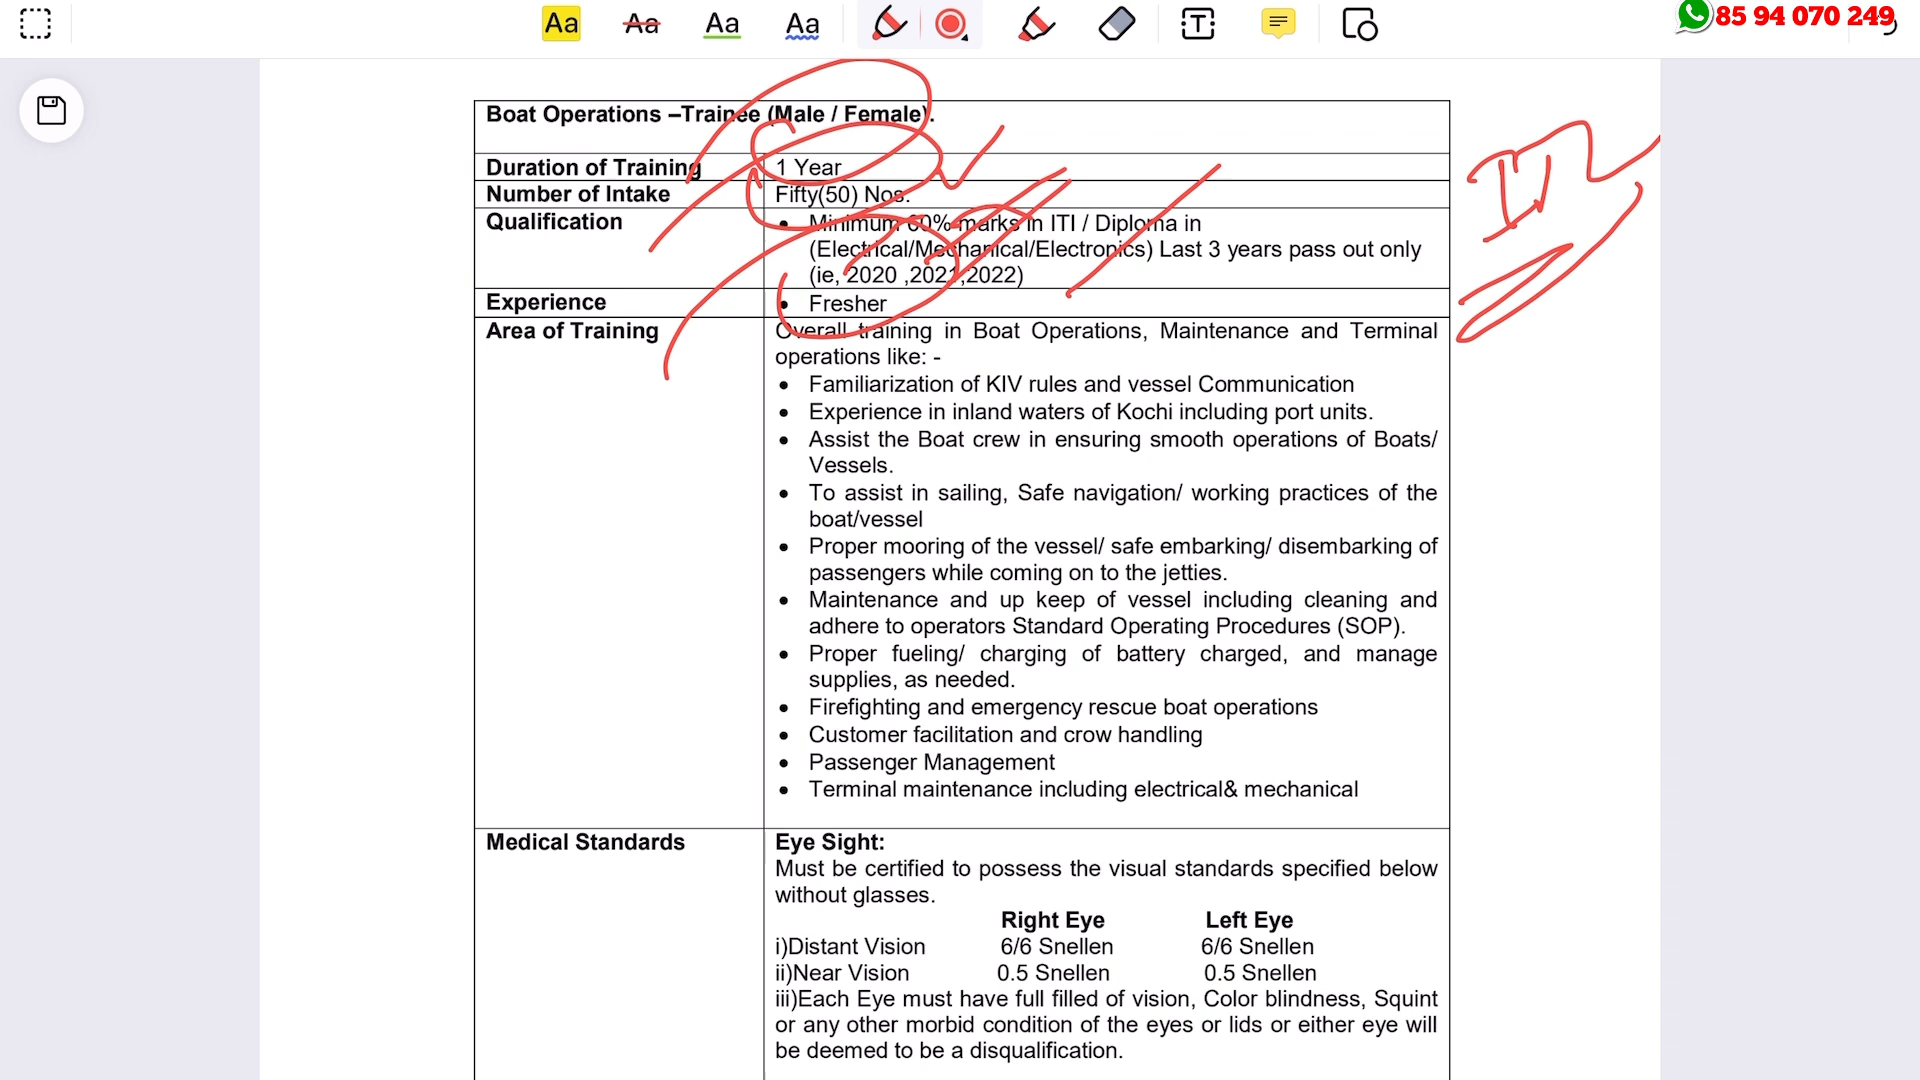 Aa Aa Aa Aa T 85 94 070 249
Boat Operations –Trainee (Male / Female).
Duration of Training 1 Year
Number of Intake Fifty(50) Nos.
Qualification • Minimum 60% marks in ITI / Diploma in
(Electrical/Mechanical/Electronics) Last 3 years pass out only
(ie, 2020 ,2021,2022)
Experience • Fresher
Area of Training Overall training in Boat Operations, Maintenance and Terminal
operations like: -
• Familiarization of KIV rules and vessel Communication
• Experience in inland waters of Kochi including port units.
• Assist the Boat crew in ensuring smooth operations of Boats/
Vessels.
• To assist in sailing, Safe navigation/ working practices of the
boat/vessel
• Proper mooring of the vessel/ safe embarking/ disembarking of
passengers while coming on to the jetties.
• Maintenance and up keep of vessel including cleaning and
adhere to operators Standard Operating Procedures (SOP).
• Proper fueling/ charging of battery charged, and manage
supplies, as needed.
• Firefighting and emergency rescue boat operations
• Customer facilitation and crow handling
• Passenger Management
• Terminal maintenance including electrical& mechanical
Medical Standards Eye Sight:
Must be certified to possess the visual standards specified below
without glasses.
Right Eye Left Eye
i)Distant Vision 6/6 Snellen 6/6 Snellen
ii)Near Vision 0.5 Snellen 0.5 Snellen
iii)Each Eye must have full filled of vision, Color blindness, Squint
or any other morbid condition of the eyes or lids or either eye will
be deemed to be a disqualification.